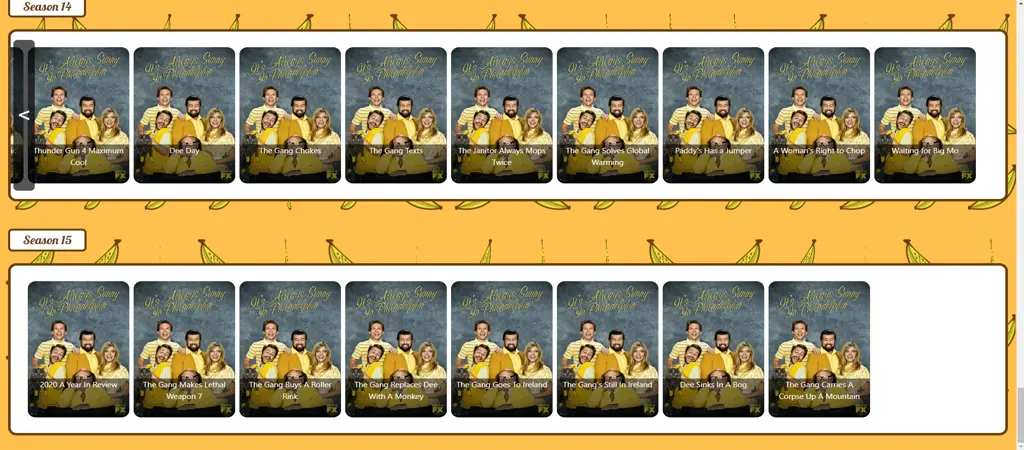 Season 14
<
It's Always Sunny
in Philadelphia
Thunder Gun 4 Maximum
Cool
FX
It's Always Sunny
in Philadelphia
Dee Day
FX
It's Always Sunny
in Philadelphia
The Gang Chokes
FX
It's Always Sunny
in Philadelphia
The Gang Texts
FX
It's Always Sunny
in Philadelphia
The Janitor Always Mops
Twice
FX
It's Always Sunny
in Philadelphia
The Gang Solves Global
Warming
FX
It's Always Sunny
in Philadelphia
Paddy's Has a Jumper
FX
It's Always Sunny
in Philadelphia
A Woman's Right to Chop
FX
It's Always Sunny
in Philadelphia
Waiting for Big Mo
FX
Season 15
It's Always Sunny
in Philadelphia
2020 A Year In Review
FX
It's Always Sunny
in Philadelphia
The Gang Makes Lethal
Weapon 7
FX
It's Always Sunny
in Philadelphia
The Gang Buys A Roller
Rink
FX
It's Always Sunny
in Philadelphia
The Gang Replaces Dee
With A Monkey
FX
It's Always Sunny
in Philadelphia
The Gang Goes To Ireland
FX
It's Always Sunny
in Philadelphia
The Gang's Still In Ireland
FX
It's Always Sunny
in Philadelphia
Dee Sinks In A Bog
FX
It's Always Sunny
in Philadelphia
The Gang Carries A
Corpse Up A Mountain
FX